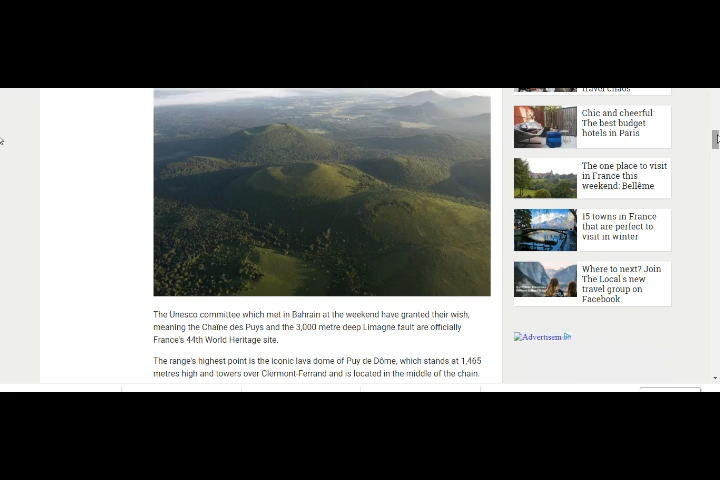 travel chaos
Chic and cheerful:
The best budget
hotels in Paris
The one place to visit
in France this
weekend: Bellême
15 towns in France
that are perfect to
visit in winter
Where to next? Join
The Local's new
travel group on
Facebook
Advertisem
The Unesco committee which met in Bahrain at the weekend have granted their wish,
meaning the Chaîne des Puys and the 3,000 metre deep Limagne fault are officially
France's 44th World Heritage site.
The range's highest point is the iconic lava dome of Puy de Dôme, which stands at 1,465
metres high and towers over Clermont-Ferrand and is located in the middle of the chain.